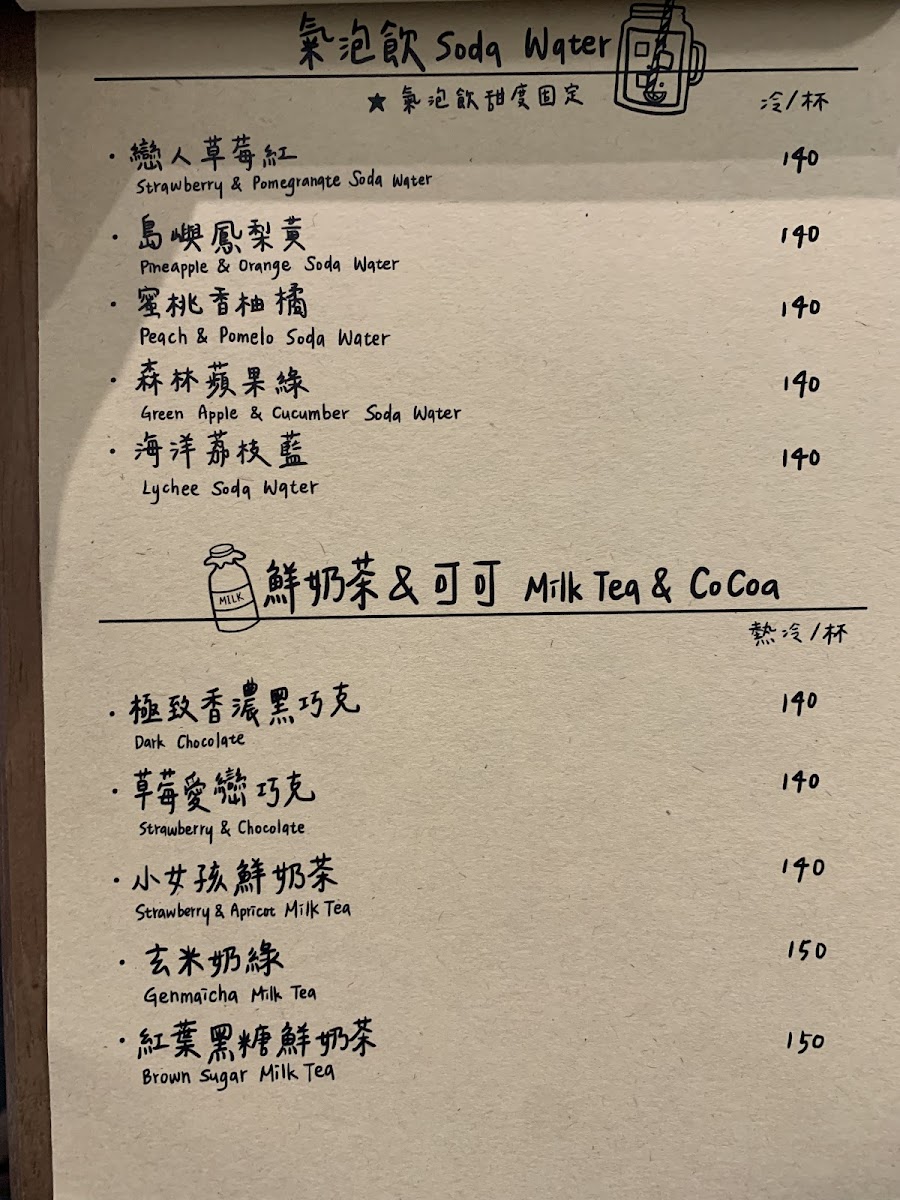 氣泡飲 Soda Water
★ 氣泡飲甜度固定 冷/杯
· 戀人草莓紅 140
Strawberry & Pomegranate Soda Water
· 島嶼鳳梨黃 140
Pineapple & Orange Soda Water
· 蜜桃香柚橘 140
Peach & Pomelo Soda Water
· 森林蘋果綠 140
Green Apple & Cucumber Soda Water
· 海洋荔枝藍 140
Lychee Soda Water
MILK 鮮奶茶 & 可可 Milk Tea & CoCoa
熱冷/杯
· 極致香濃黑巧克 140
Dark Chocolate
· 草莓愛戀巧克 140
Strawberry & Chocolate
· 小女孩鮮奶茶 140
Strawberry & Apricot Milk Tea
· 玄米奶綠 150
Genmaicha Milk Tea
· 紅葉黑糖鮮奶茶 150
Brown Sugar Milk Tea